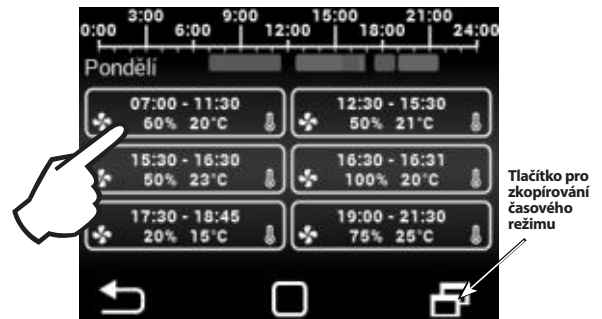 3:00 9:00 15:00 21:00
0:00 6:00 12:00 18:00 24:00
Pondělí
07:00 - 11:30
60% 20°C
12:30 - 15:30
50% 21°C
15:30 - 16:30
50% 23°C
16:30 - 16:31
100% 20°C
17:30 - 18:45
20% 15°C
19:00 - 21:30
75% 25°C
Tlačítko pro
zkopírování
časového
režimu